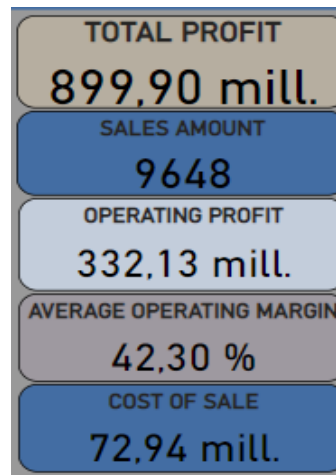 TOTAL PROFIT
899,90 mill.
SALES AMOUNT
9648
OPERATING PROFIT
332,13 mill.
AVERAGE OPERATING MARGIN
42,30 %
COST OF SALE
72,94 mill.